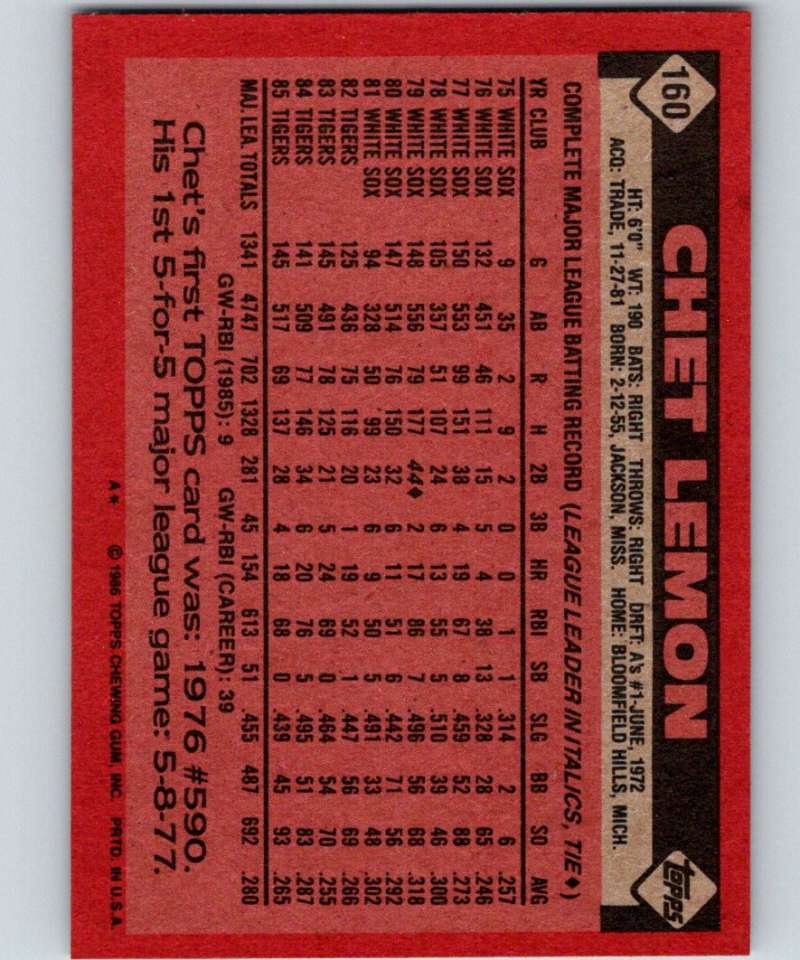 160 CHET LEMON topps
HT: 6'0" WT: 190 BATS: RIGHT THROWS: RIGHT DRFT: A's #1-JUNE, 1972
ACQ: TRADE, 11-27-81 BORN: 2-12-55, JACKSON, MISS. HOME: BLOOMFIELD HILLS, MICH.
COMPLETE MAJOR LEAGUE BATTING RECORD (LEAGUE LEADER IN ITALICS, TIE♦)
YR CLUB G AB R H 2B 3B HR RBI SB SLG BB SO AVG
75 WHITE SOX 9 35 2 9 2 0 0 1 1 .314 2 6 .257
76 WHITE SOX 132 451 46 111 15 5 4 38 13 .328 28 65 .246
77 WHITE SOX 150 553 99 151 38 4 19 67 8 .459 52 88 .273
78 WHITE SOX 105 357 51 107 24 6 13 55 5 .510 39 46 .300
79 WHITE SOX 148 556 79 177 44♦ 2 17 86 7 .496 56 68 .318
80 WHITE SOX 147 514 76 150 32 6 11 51 6 .442 71 56 .292
81 WHITE SOX 94 328 50 99 23 6 9 50 5 .491 33 48 .302
82 TIGERS 125 436 75 116 20 1 19 52 1 .447 56 69 .266
83 TIGERS 145 491 78 125 21 5 24 69 0 .464 54 70 .255
84 TIGERS 141 509 77 146 34 6 20 76 5 .495 51 83 .287
85 TIGERS 145 517 69 137 28 4 18 68 0 .439 45 93 .265
MAJ. LEA. TOTALS 1341 4747 702 1328 281 45 154 613 51 .455 487 692 .280
GW-RBI (1985): 9 GW-RBI (CAREER): 39
Chet's first TOPPS card was: 1976 #590.
His 1st 5-for-5 major league game: 5-8-77.
A* © 1986 TOPPS CHEWING GUM, INC. PRTD. IN U.S.A.